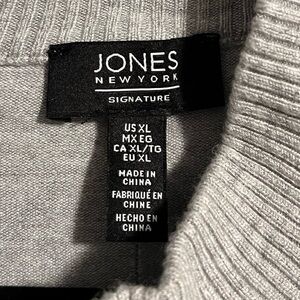 JONES
NEW YORK
SIGNATURE
US XL
MX EG
CA XL/TG
EU XL
MADE IN
CHINA
FABRIQUÉ EN
CHINE
HECHO EN
CHINA